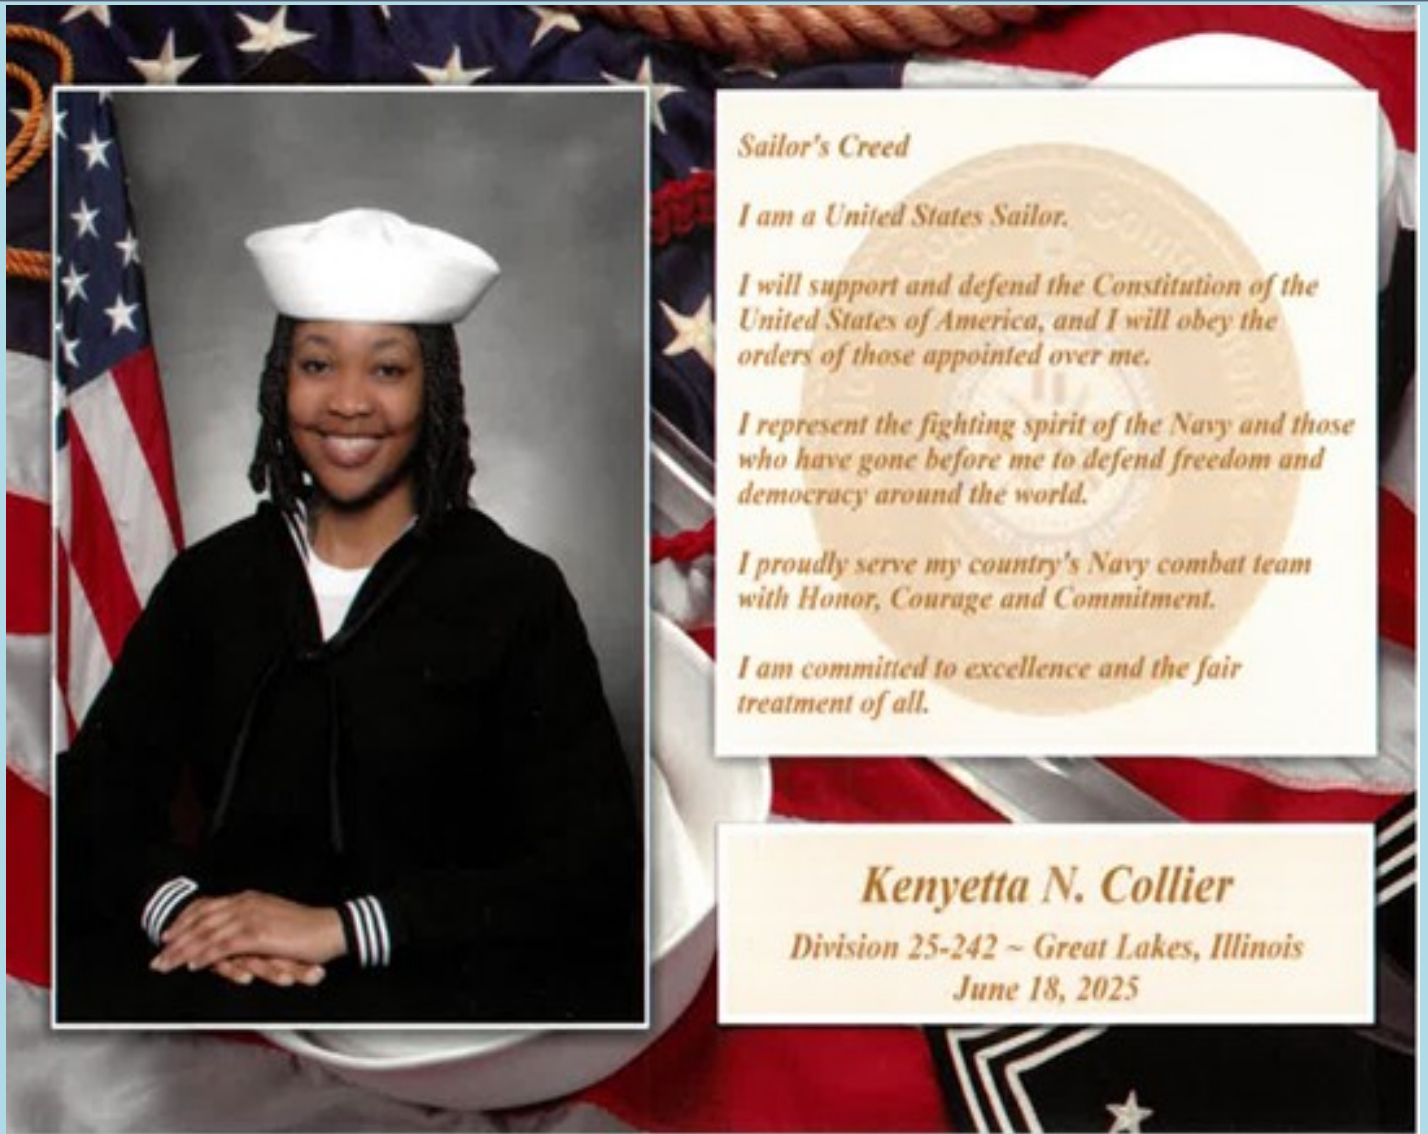 Sailor's Creed
I am a United States Sailor.
I will support and defend the Constitution of the
United States of America, and I will obey the
orders of those appointed over me.
I represent the fighting spirit of the Navy and those
who have gone before me to defend freedom and
democracy around the world.
I proudly serve my country's Navy combat team
with Honor, Courage and Commitment.
I am committed to excellence and the fair
treatment of all.
Kenyetta N. Collier
Division 25-242 ~ Great Lakes, Illinois
June 18, 2025